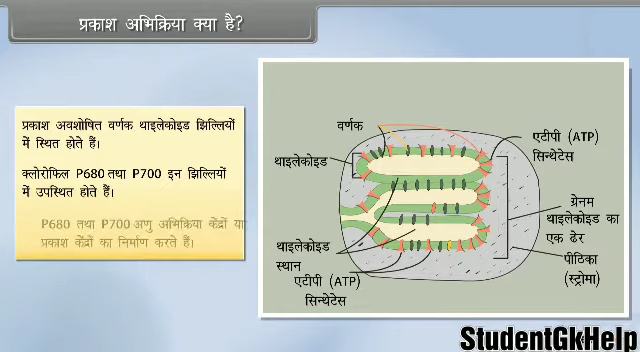 प्रकाश अभिक्रिया क्या है?
प्रकाश अवशोषित वर्णक थाइलेकोइड झिल्लियों
में स्थित होते हैं।
क्लोरोफिल P680 तथा P700 इन झिल्लियों
में उपस्थित होते हैं।
P680 तथा P700 अणु अभिक्रिया केंद्रों या
प्रकाश केंद्रों का निर्माण करते हैं।
वर्णक
थाइलेकोइड
थाइलेकोइड
स्थान
एटीपी (ATP)
सिन्थेटेस
एटीपी (ATP)
सिन्थेटेस
ग्रेनम
थाइलेकोइड का
एक ढेर
पीठिका
(स्ट्रोमा)
StudentGkHelp